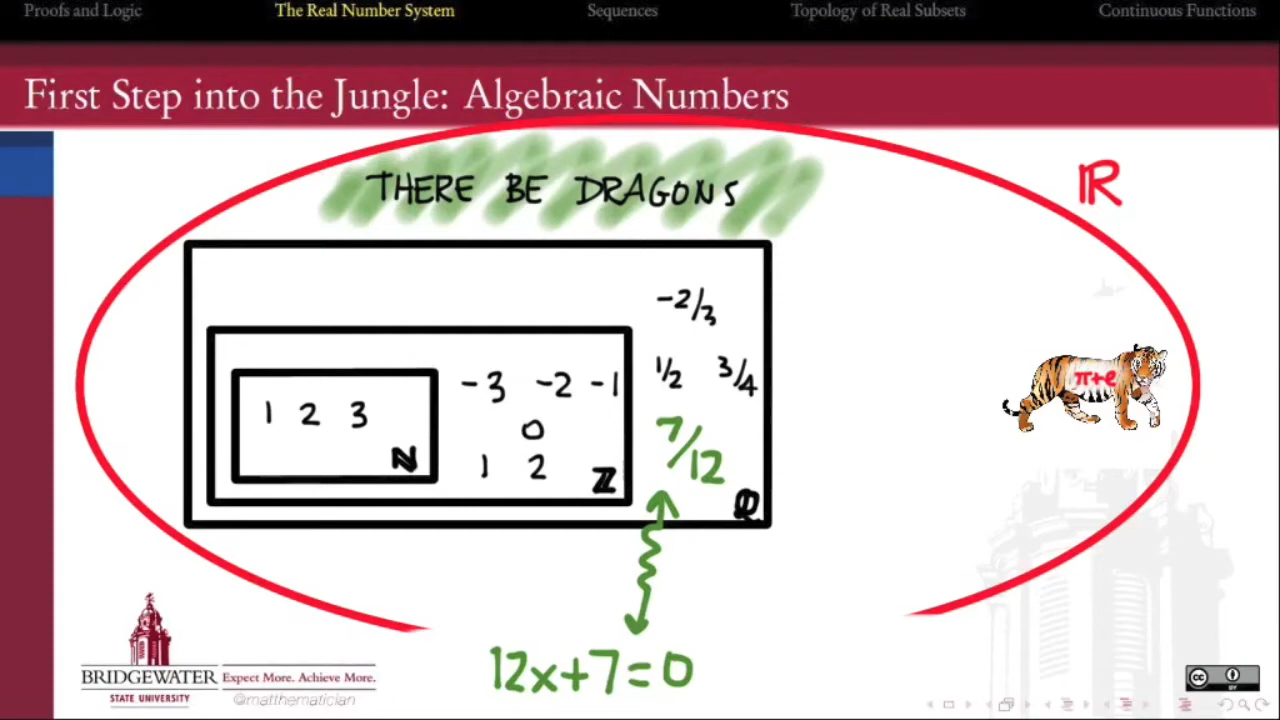 Proofs and Logic The Real Number System Sequences Topology of Real Subsets Continuous Functions
First Step into the Jungle: Algebraic Numbers
THERE BE DRAGONS
ℝ
-2/3
1/2 3/4
-3 -2 -1
1 2 3
0
π+e
7/12
1 2
ℕ
ℤ
ℚ
12x+7=0
BRIDGEWATER
STATE UNIVERSITY
Expect More. Achieve More.
@matthematician
cc BY